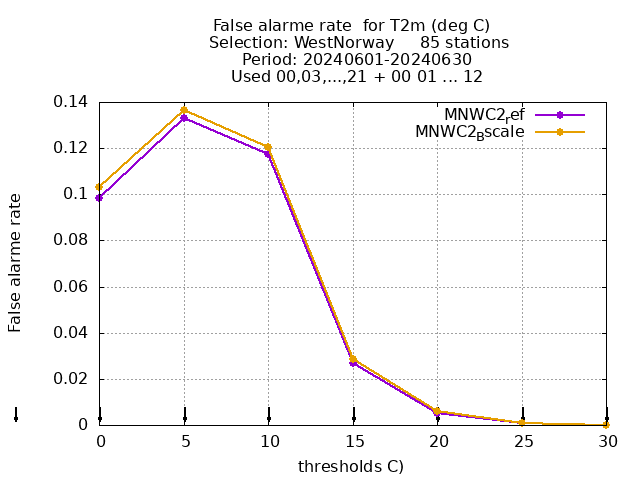 False alarme rate  for T2m (deg C)
Selection: WestNorway     85 stations
Period: 20240601-20240630
Used 00,03,...,21 + 00 01 ... 12
MNWC2ref
MNWC2Bscale
0.14
0.12
0.1
0.08
0.06
0.04
0.02
0
False alarme rate
0 5 10 15 20 25 30
thresholds C)